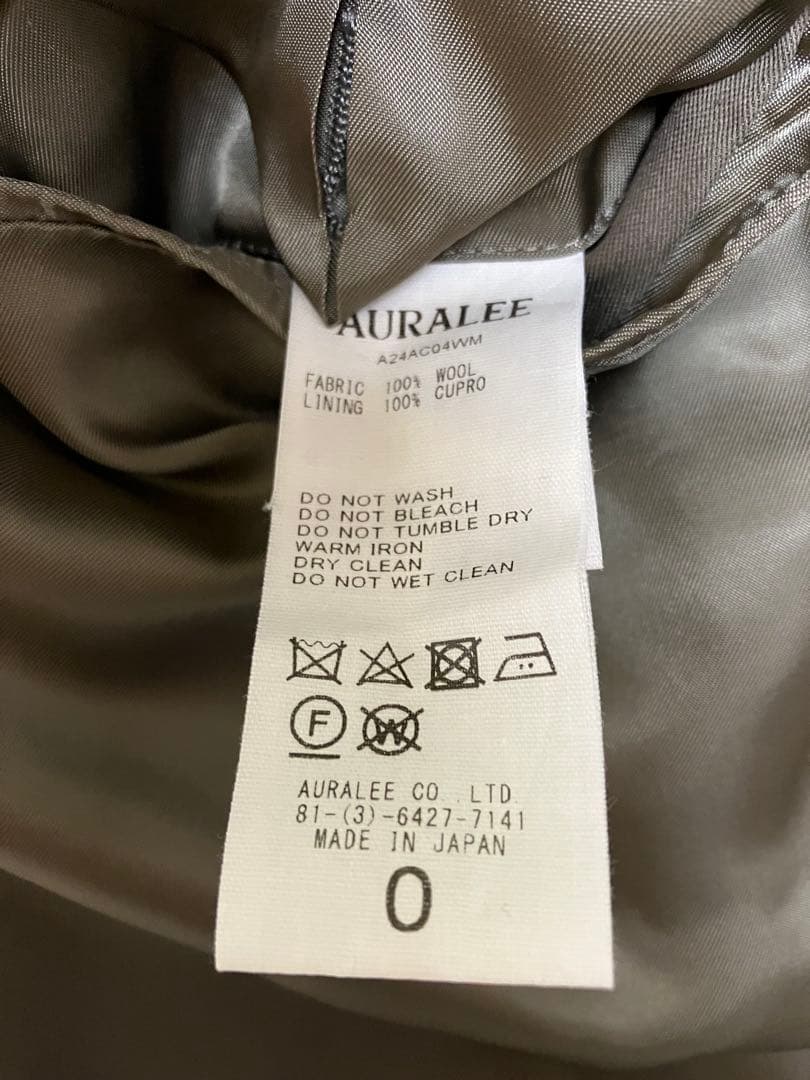 AURALEE
A24AC04WM
FABRIC 100% WOOL
LINING 100% CUPRO
DO NOT WASH
DO NOT BLEACH
DO NOT TUMBLE DRY
WARM IRON
DRY CLEAN
DO NOT WET CLEAN
F W
AURALEE CO .LTD
81-(3)-6427-7141
MADE IN JAPAN
0